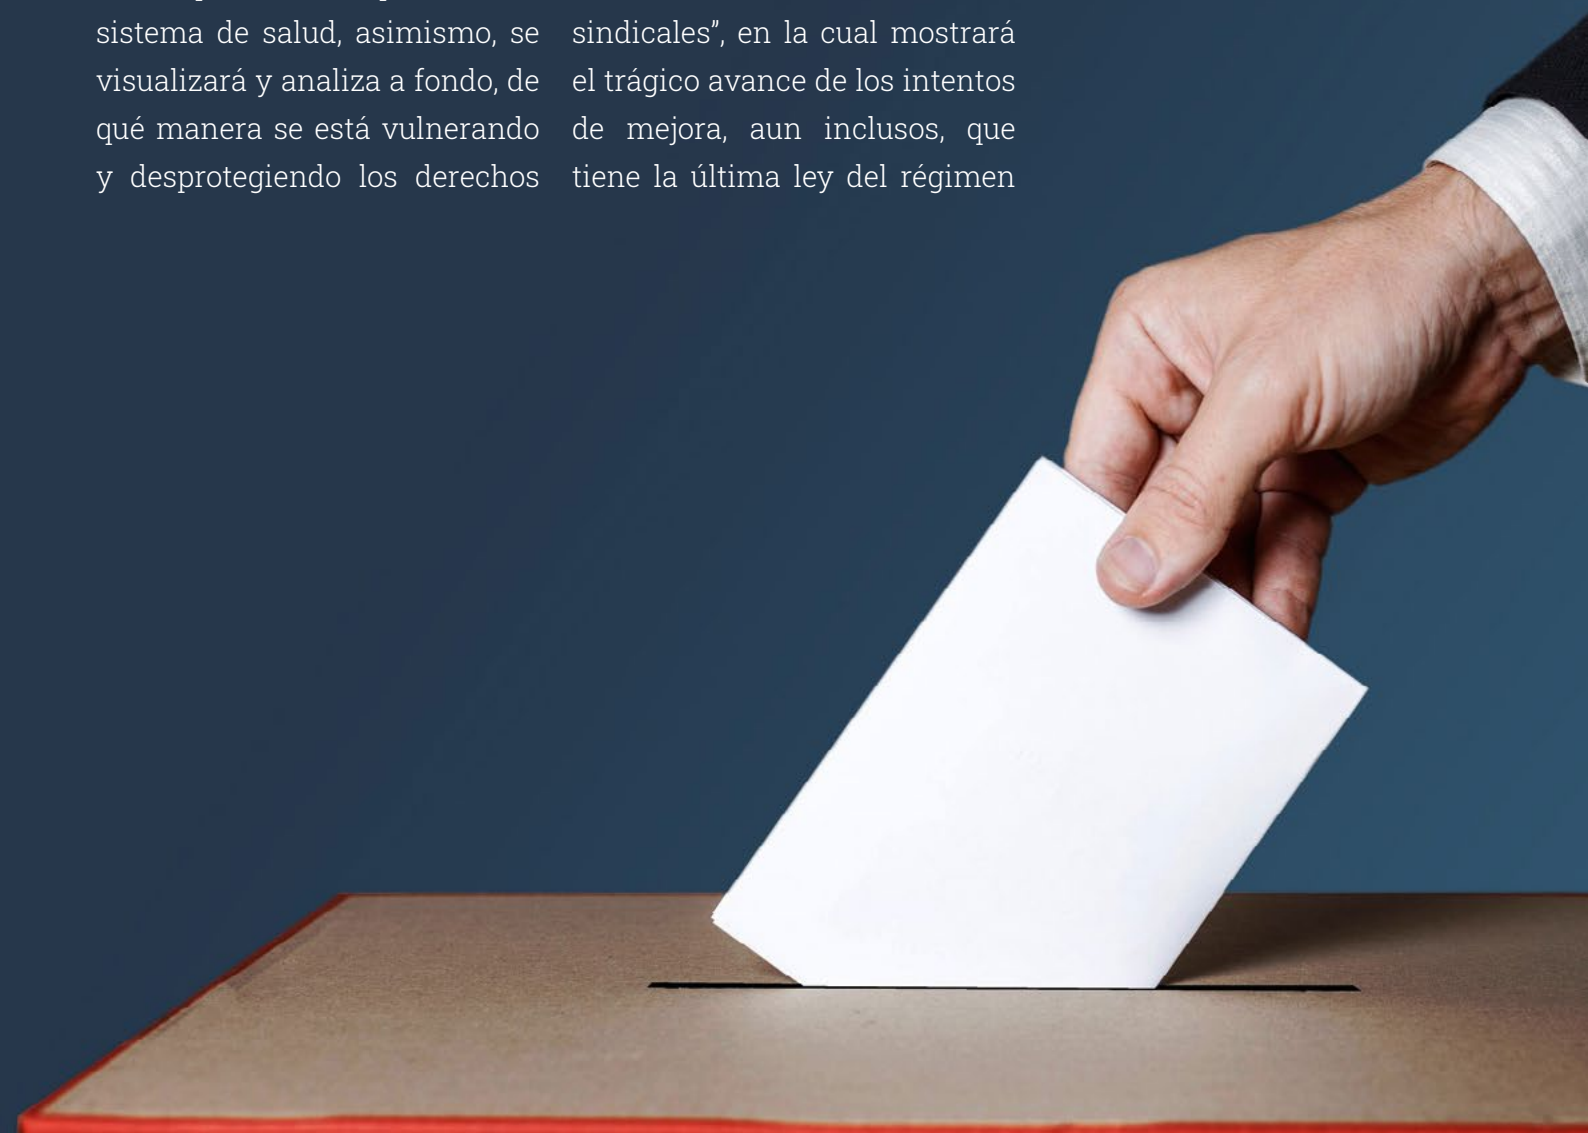 sistema de salud, asimismo, se
visualizará y analiza a fondo, de
qué manera se está vulnerando
y desprotegiendo los derechos
sindicales”, en la cual mostrará
el trágico avance de los intentos
de mejora, aun inclusos, que
tiene la última ley del régimen